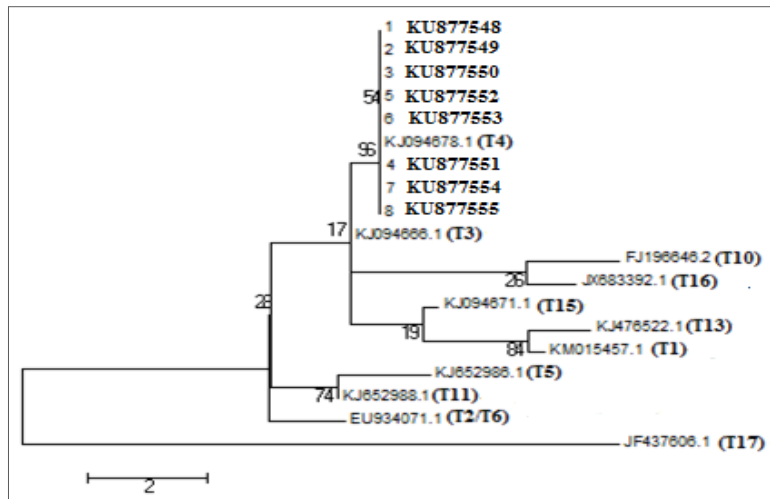 1 KU877548
2 KU877549
3 KU877550
54 5 KU877552
6 KU877553
96 KJ094678.1 (T4)
4 KU877551
7 KU877554
8 KU877555
17 KJ094666.1 (T3)
FJ196646.2 (T10)
26 JX683392.1 (T16)
28 KJ094671.1 (T15)
19 KJ476522.1 (T13)
84 KM015457.1 (T1)
KJ652986.1 (T5)
74 KJ652988.1 (T11)
EU934071.1 (T2/T6)
JF437606.1 (T17)
2